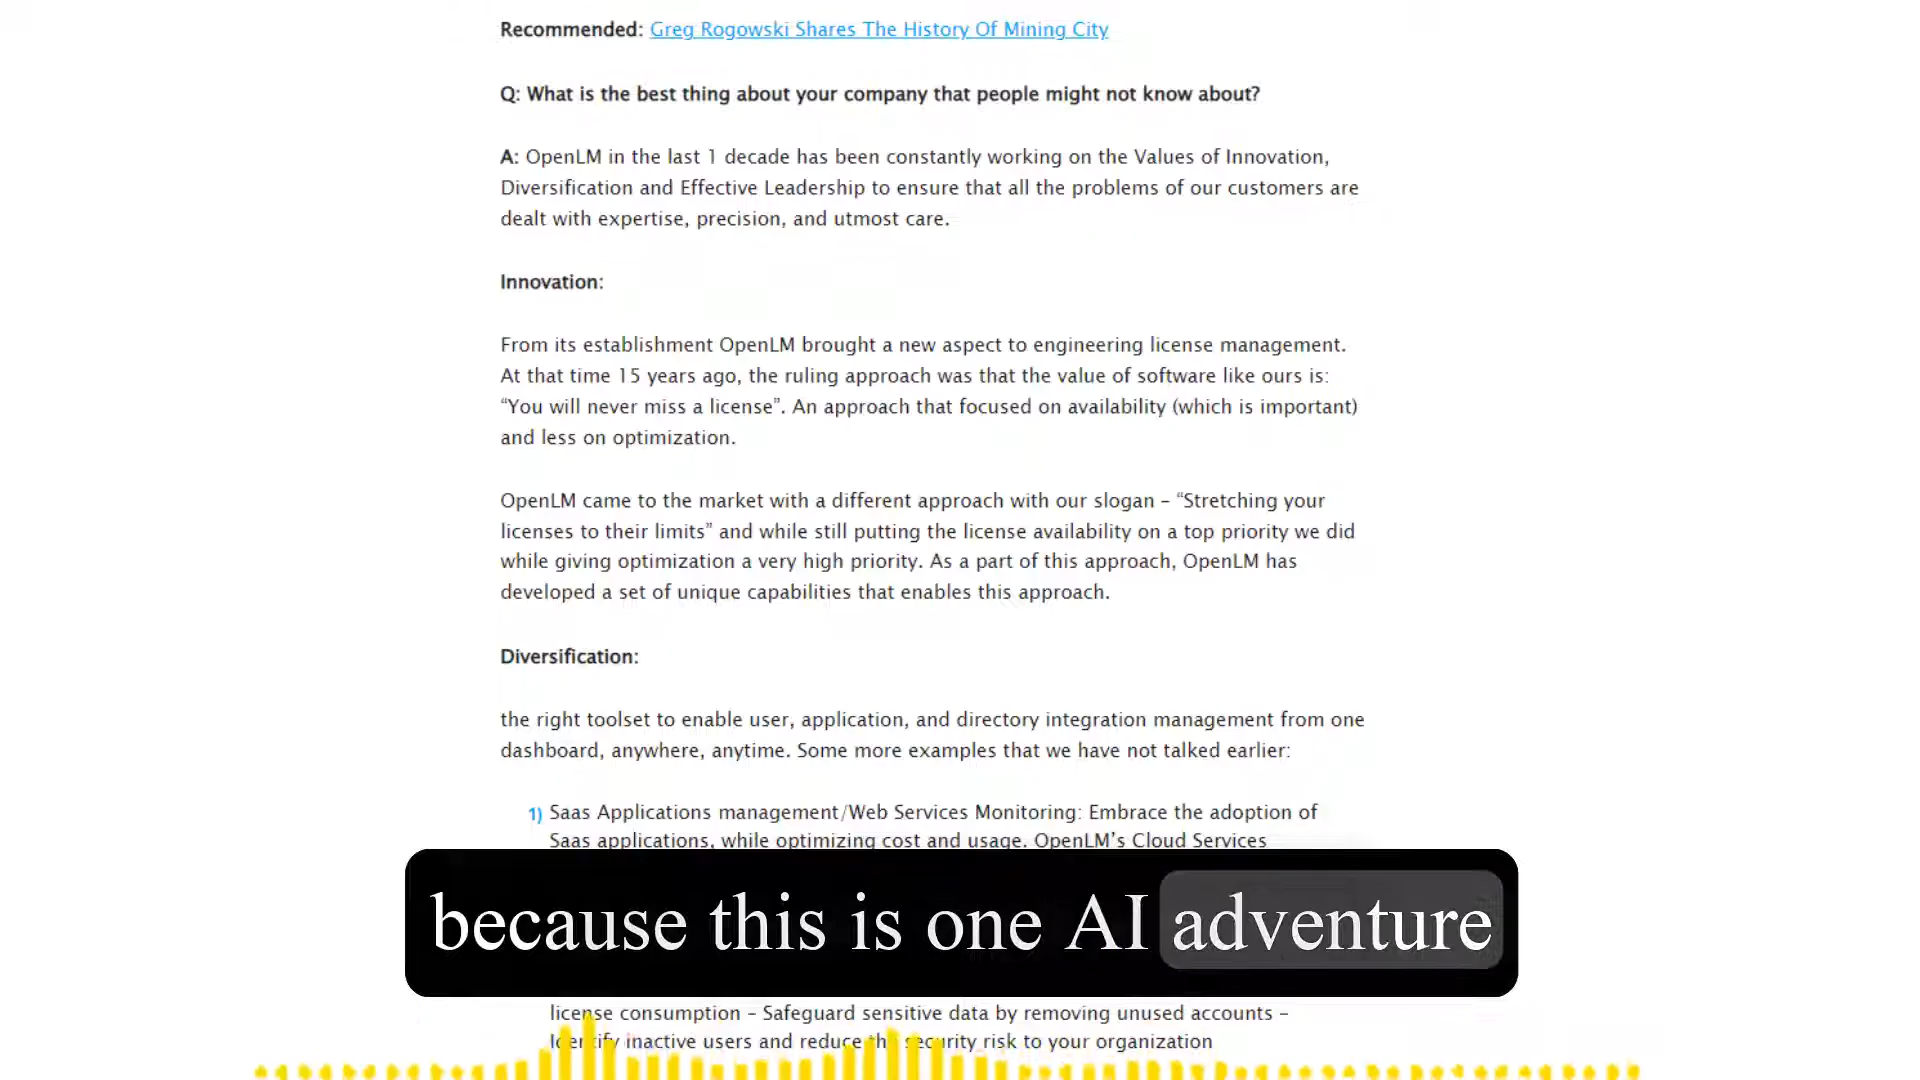 Recommended: Greg Rogowski Shares The History Of Mining City
Q: What is the best thing about your company that people might not know about?
A: OpenLM in the last 1 decade has been constantly working on the Values of Innovation,
Diversification and Effective Leadership to ensure that all the problems of our customers are
dealt with expertise, precision, and utmost care.
Innovation:
From its establishment OpenLM brought a new aspect to engineering license management.
At that time 15 years ago, the ruling approach was that the value of software like ours is:
“You will never miss a license”. An approach that focused on availability (which is important)
and less on optimization.
OpenLM came to the market with a different approach with our slogan – “Stretching your
licenses to their limits” and while still putting the license availability on a top priority we did
while giving optimization a very high priority. As a part of this approach, OpenLM has
developed a set of unique capabilities that enables this approach.
Diversification:
the right toolset to enable user, application, and directory integration management from one
dashboard, anywhere, anytime. Some more examples that we have not talked earlier:
1) Saas Applications management/Web Services Monitoring: Embrace the adoption of
Saas applications, while optimizing cost and usage. OpenLM’s Cloud Services
because this is one AI adventure
license consumption – Safeguard sensitive data by removing unused accounts –
Identify inactive users and reduce the security risk to your organization